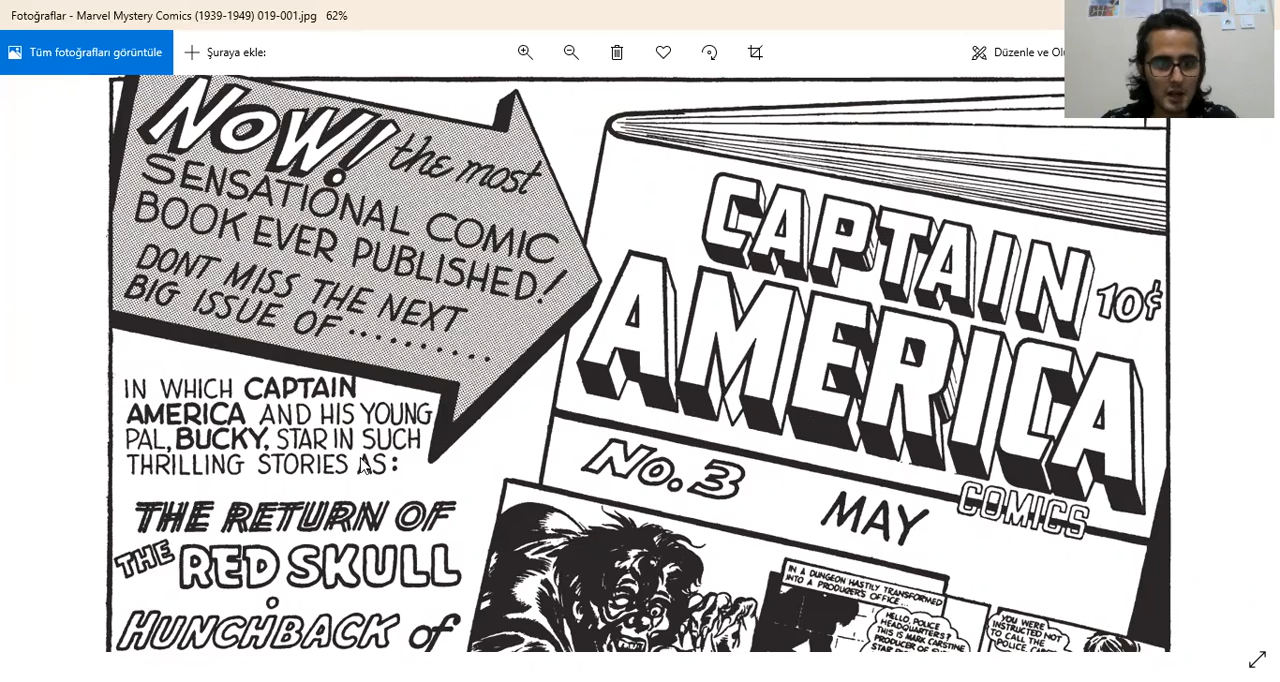 Fotoğraflar - Marvel Mystery Comics (1939-1949) 019-001.jpg 62%
Tüm fotoğrafları görüntüle
Şuraya ekle:
Düzenle ve Ol
NOW! the most
SENSATIONAL COMIC
BOOK EVER PUBLISHED!
DONT MISS THE NEXT
BIG ISSUE OF ..........
IN WHICH CAPTAIN
AMERICA AND HIS YOUNG
PAL, BUCKY, STAR IN SUCH
THRILLING STORIES AS:
THE RETURN OF
THE RED SKULL
HUNCHBACK of
CAPTAIN
AMERICA
10¢
COMICS
No. 3
MAY
IN A DUNGEON HASTILY TRANSFORMED
INTO A PRODUCER'S OFFICE...
HELLO, POLICE
HEADQUARTERS?
THIS IS MARK CARSTINE
PRODUCER OF
YOU WERE
INSTRUCTED NOT
TO CALL THE
POLICE,